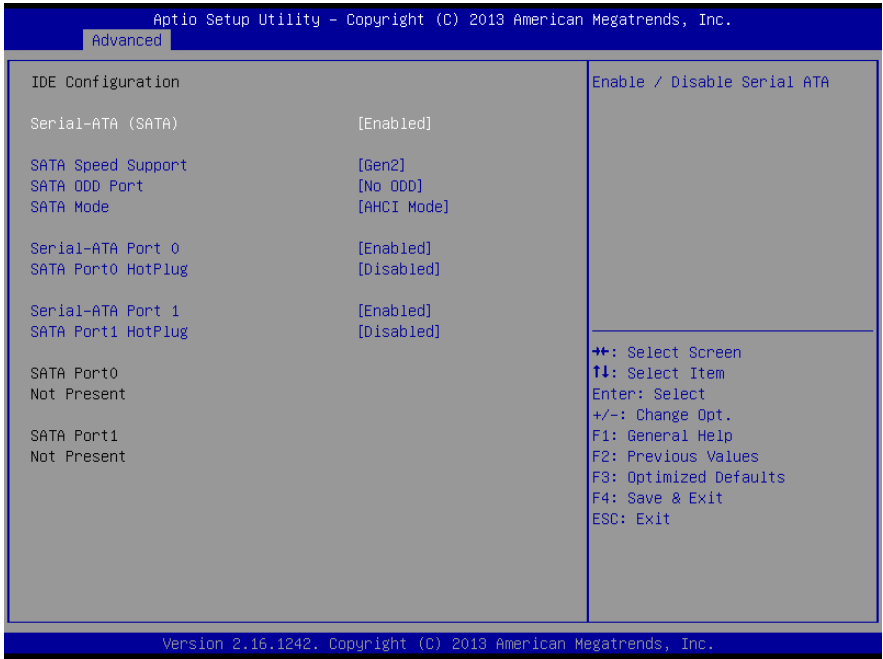 Aptio Setup Utility – Copyright (C) 2013 American Megatrends, Inc.
Advanced
IDE Configuration
Serial-ATA (SATA) [Enabled]
SATA Speed Support [Gen2]
SATA ODD Port [No ODD]
SATA Mode [AHCI Mode]
Serial-ATA Port 0 [Enabled]
SATA Port0 HotPlug [Disabled]
Serial-ATA Port 1 [Enabled]
SATA Port1 HotPlug [Disabled]
SATA Port0
Not Present
SATA Port1
Not Present
Enable / Disable Serial ATA
→←: Select Screen
↑↓: Select Item
Enter: Select
+/-: Change Opt.
F1: General Help
F2: Previous Values
F3: Optimized Defaults
F4: Save & Exit
ESC: Exit
Version 2.16.1242. Copyright (C) 2013 American Megatrends, Inc.